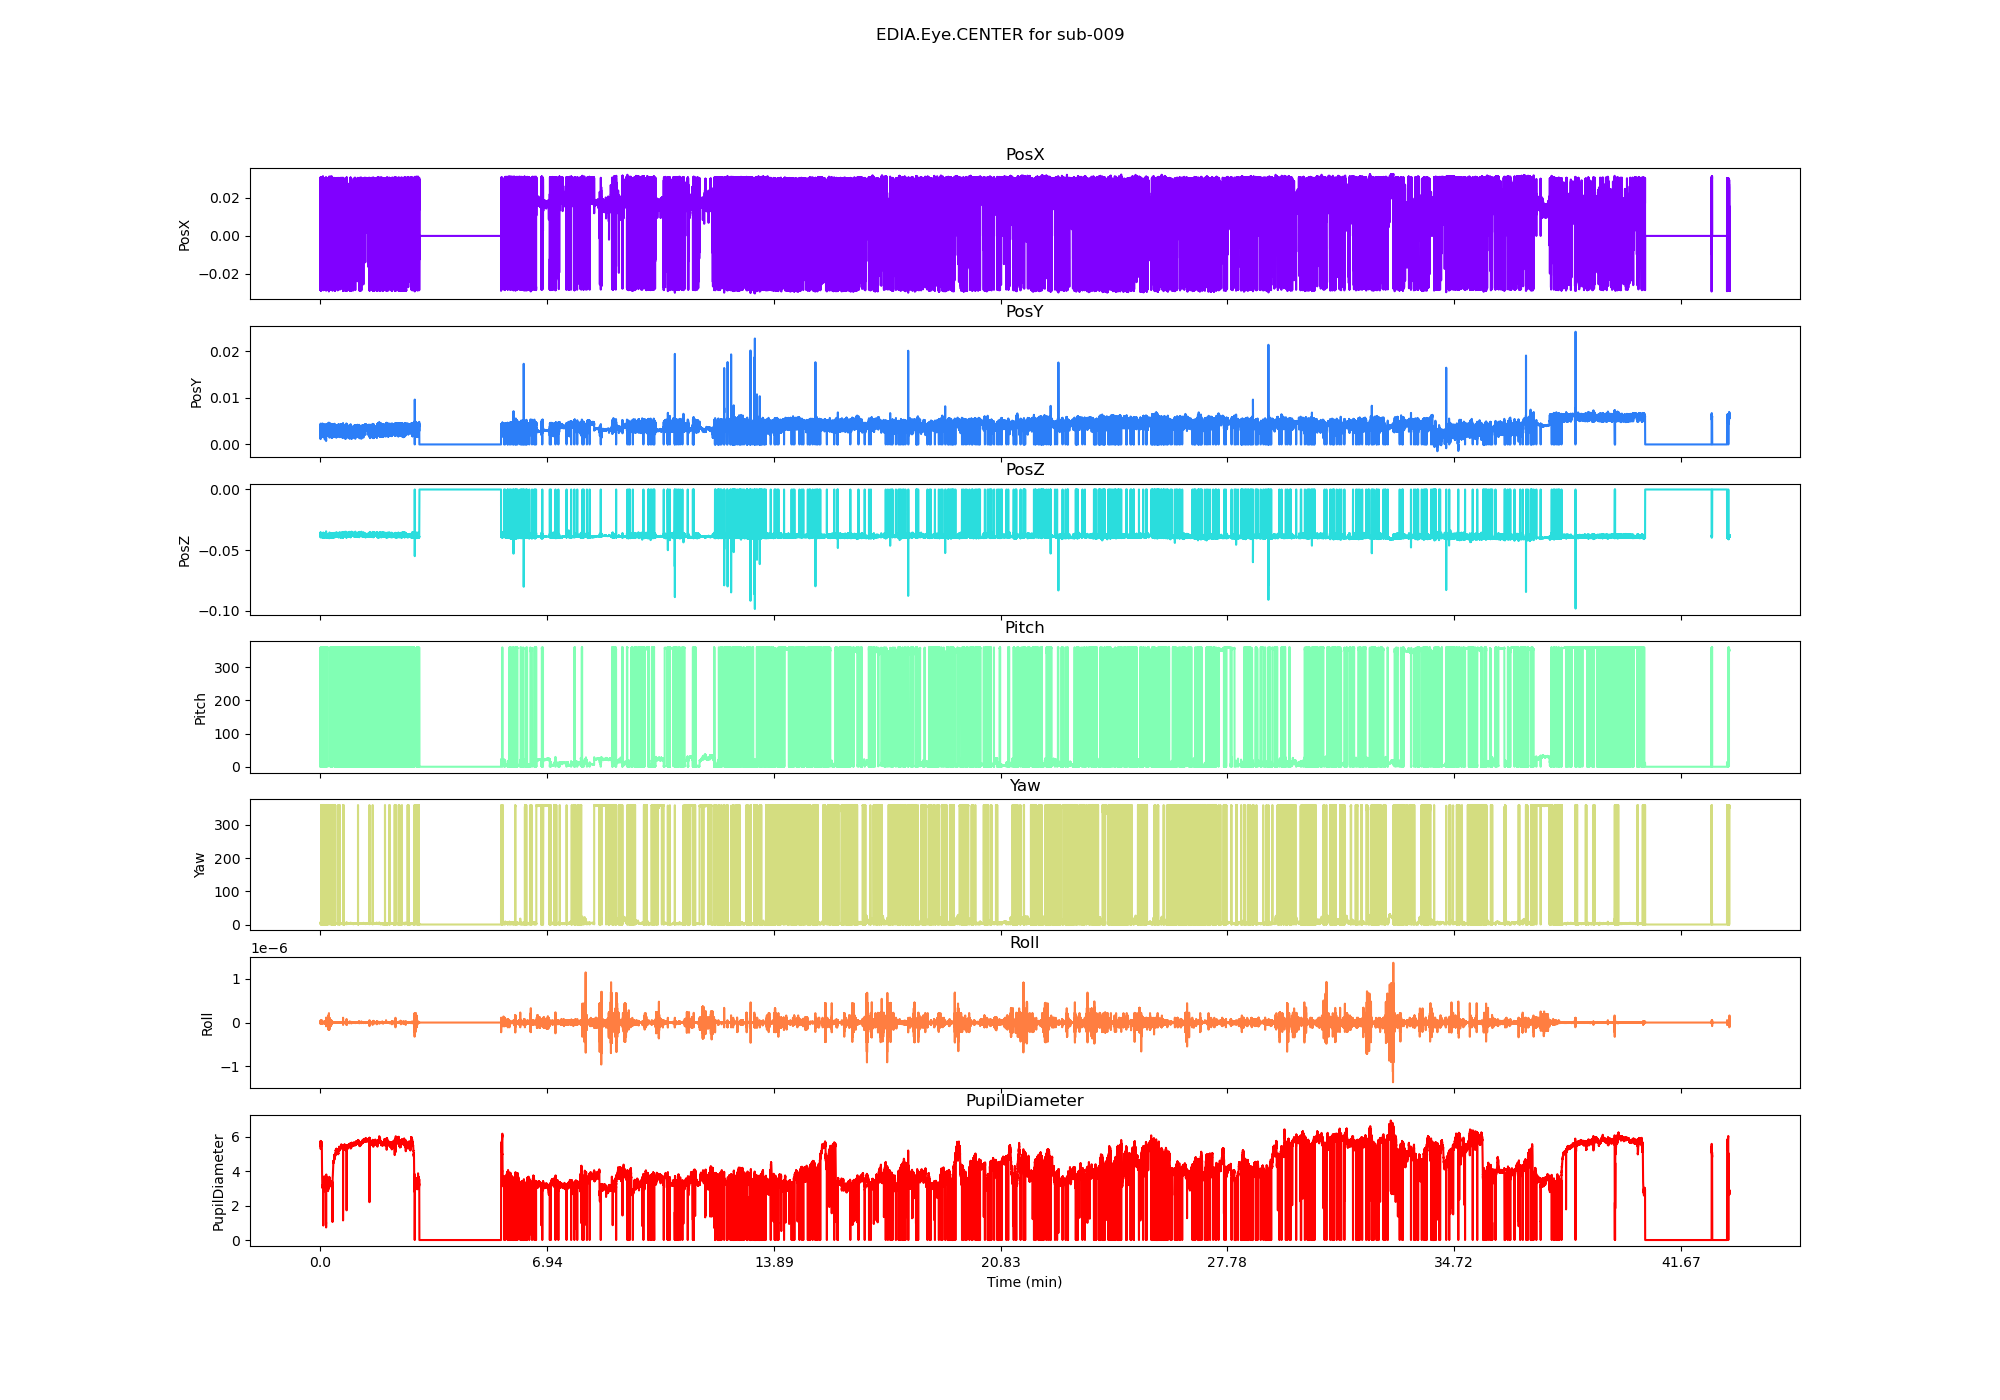 EDIA.Eye.CENTER for sub-009
PosX
PosX
0.02
0.00
−0.02
PosY
PosY
0.02
0.01
0.00
PosZ
PosZ
0.00
−0.05
−0.10
Pitch
Pitch
300
200
100
0
Yaw
Yaw
300
200
100
0
1e−6
Roll
Roll
1
0
−1
PupilDiameter
PupilDiameter
6
4
2
0
0.0 6.94 13.89 20.83 27.78 34.72 41.67
Time (min)